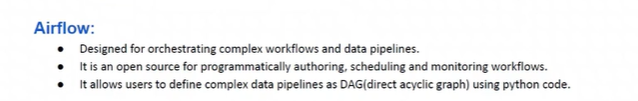 Airflow:
• Designed for orchestrating complex workflows and data pipelines.
• It is an open source for programmatically authoring, scheduling and monitoring workflows.
• It allows users to define complex data pipelines as DAG(direct acyclic graph) using python code.